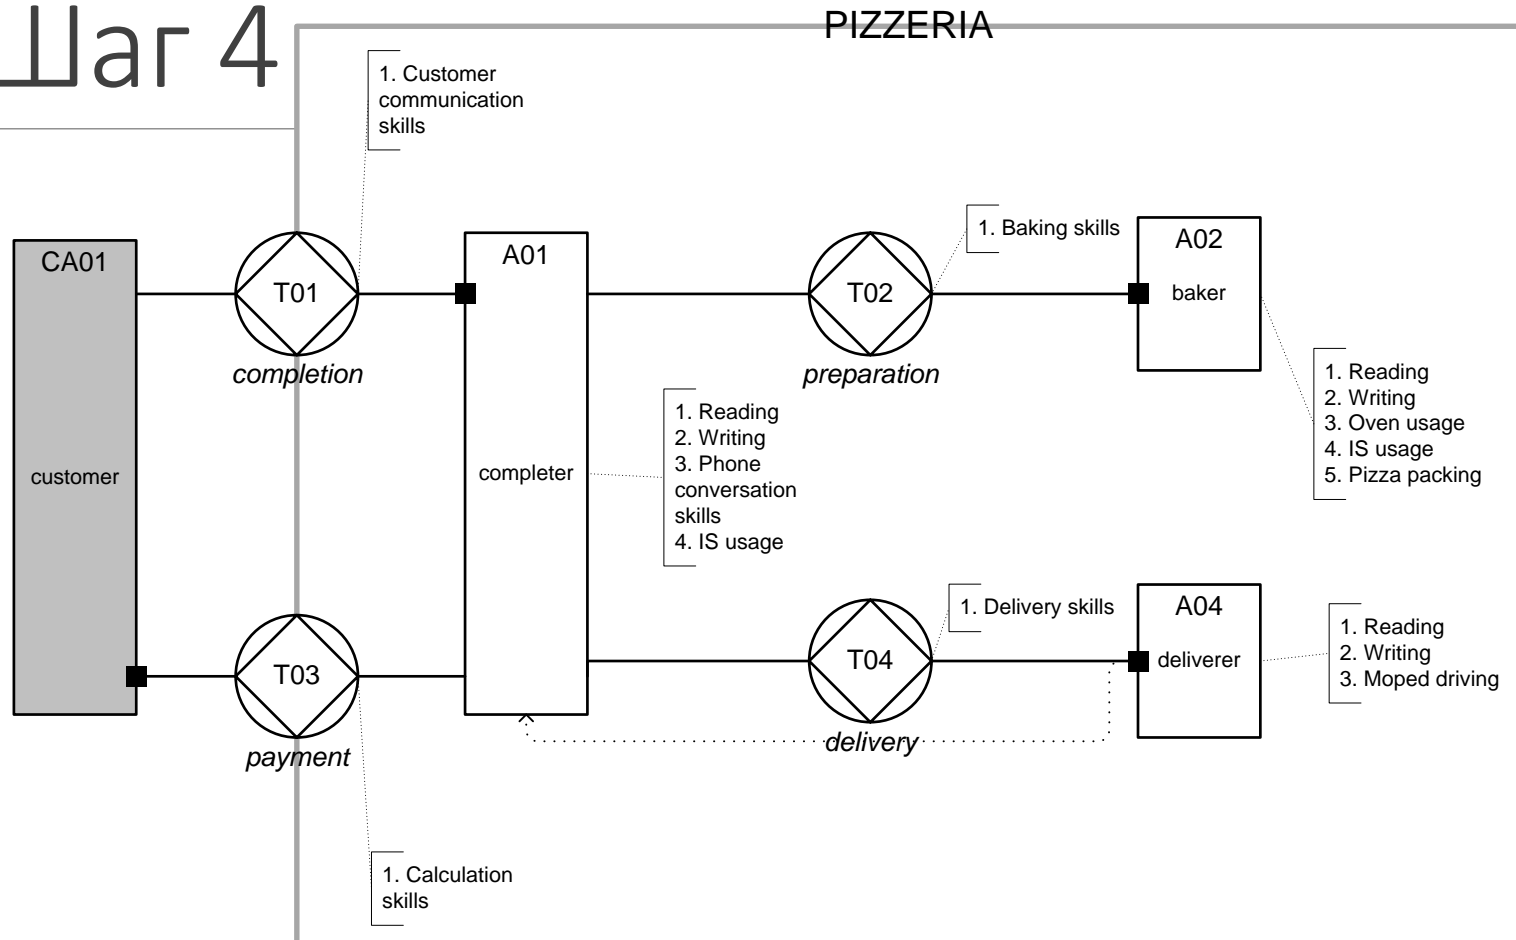 Шаг 4
PIZZERIA
1. Customer
communication
skills
1. Baking skills
CA01
customer
T01
completion
A01
completer
T02
preparation
A02
baker
1. Reading
2. Writing
3. Oven usage
4. IS usage
5. Pizza packing
1. Reading
2. Writing
3. Phone
conversation
skills
4. IS usage
T03
payment
1. Delivery skills
T04
delivery
A04
deliverer
1. Reading
2. Writing
3. Moped driving
1. Calculation
skills